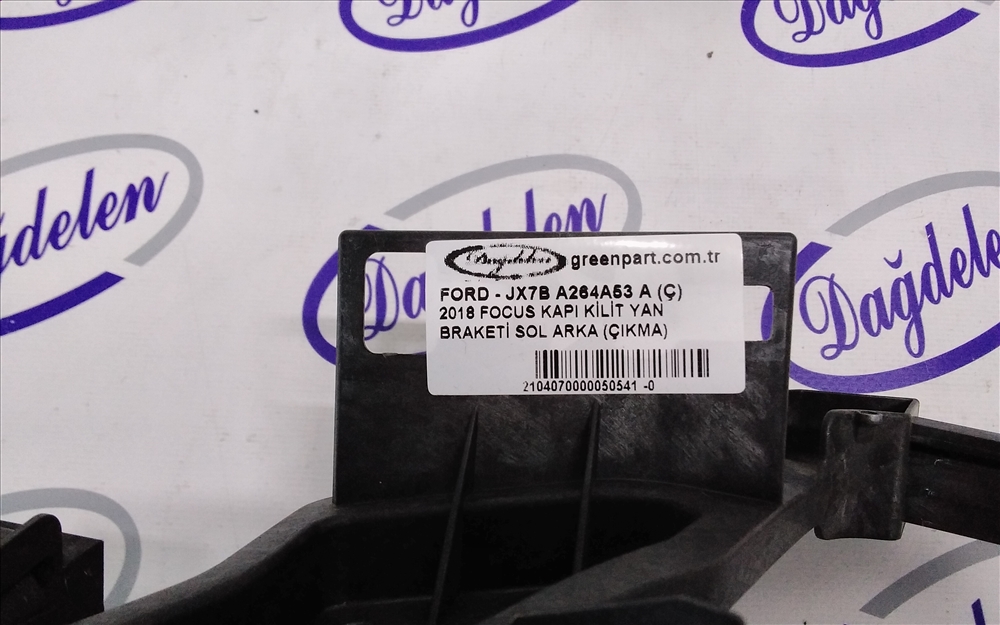 Dağdelen
Dağdelen
Dağdelen
Dağdelen
Dağdelen
Dağdelen greenpart.com.tr
FORD - JX7B A264A53 A (Ç)
2018 FOCUS KAPI KİLİT YAN
BRAKETİ SOL ARKA (ÇIKMA)
2104070000050541 -0